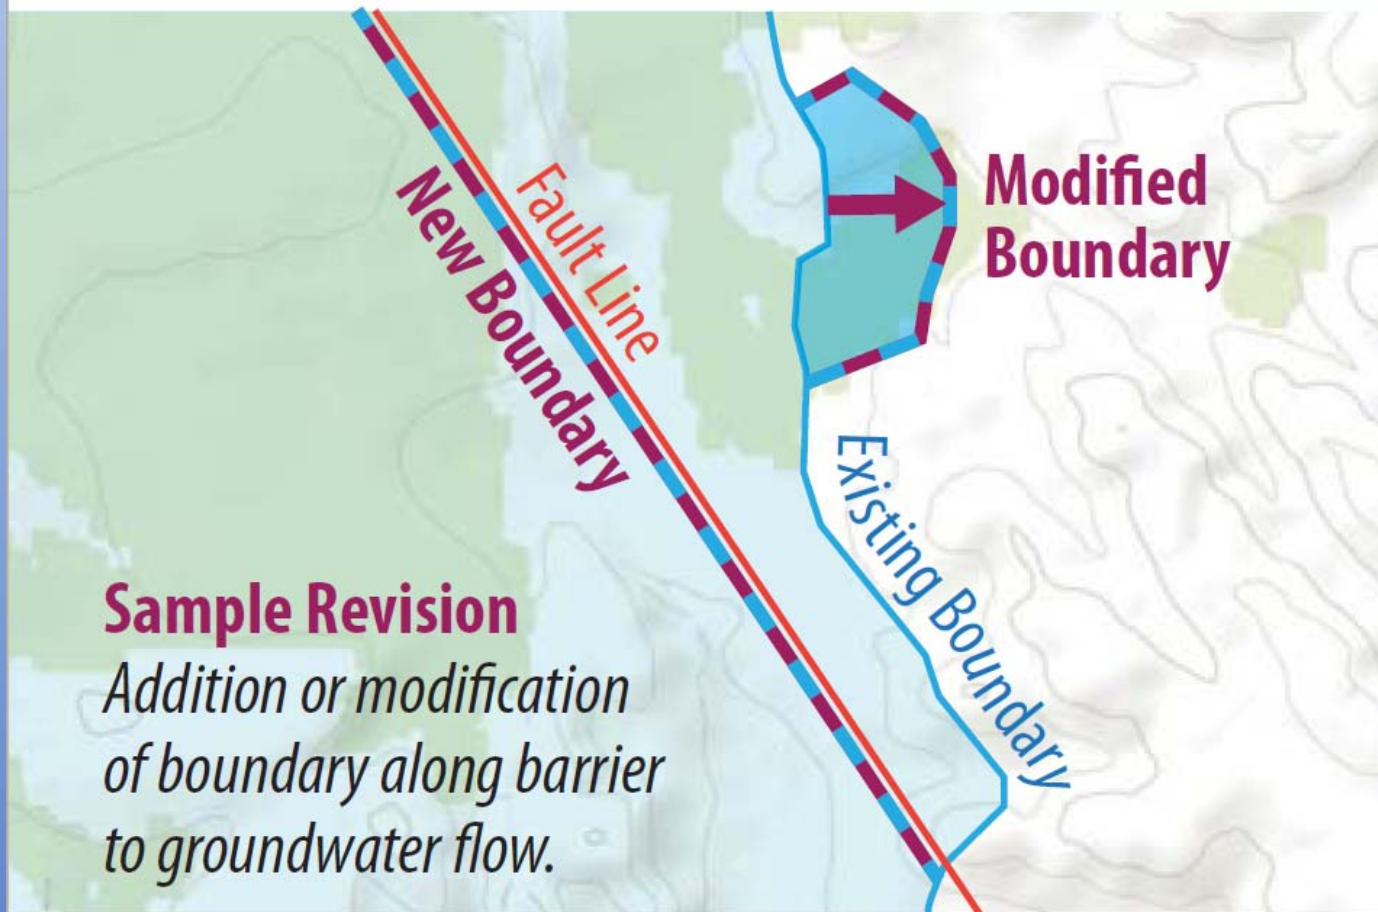 Modified
Boundary
Fault Line
New Boundary
Existing Boundary
Sample Revision
Addition or modification
of boundary along barrier
to groundwater flow.